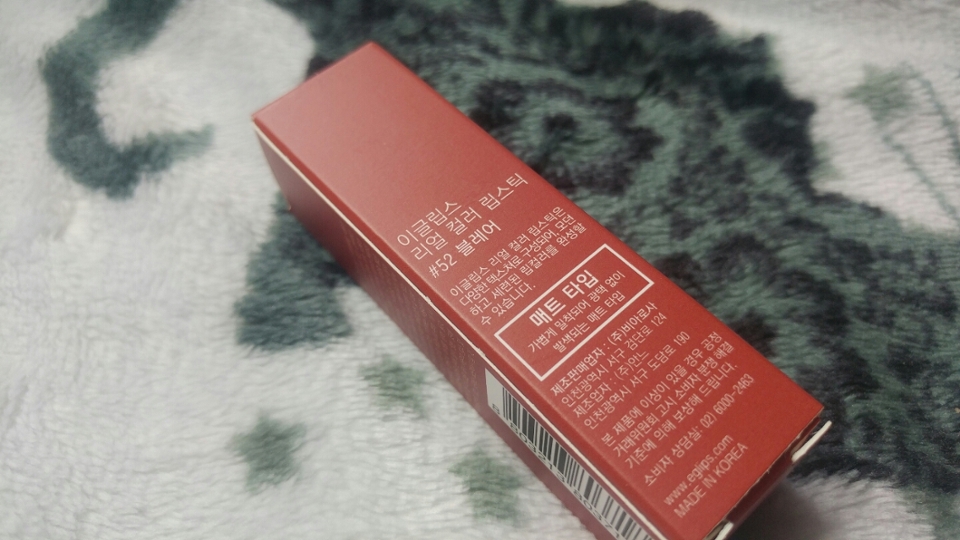 이글립스
리얼 컬러 립스틱
#52 블레어
이글립스 리얼 컬러 립스틱은
다양한 텍스처로 구성되어, 모던
하고 세련된 립컬러를 완성할
수 있습니다.
매트 타입
가볍게 밀착되어 광택 없이
발색되는 매트 타입
제조판매업자 : (주)비아로사
인천광역시 서구 검단로 124
제조업자 : (주)인느
인천광역시 서구 도담로 190
본 제품에 이상이 있을 경우 공정
거래위원회 고시 소비자 분쟁 해결
기준에 의해 보상해 드립니다.
소비자 상담실: 02) 6000-2463
www.eglips.com
MADE IN KOREA